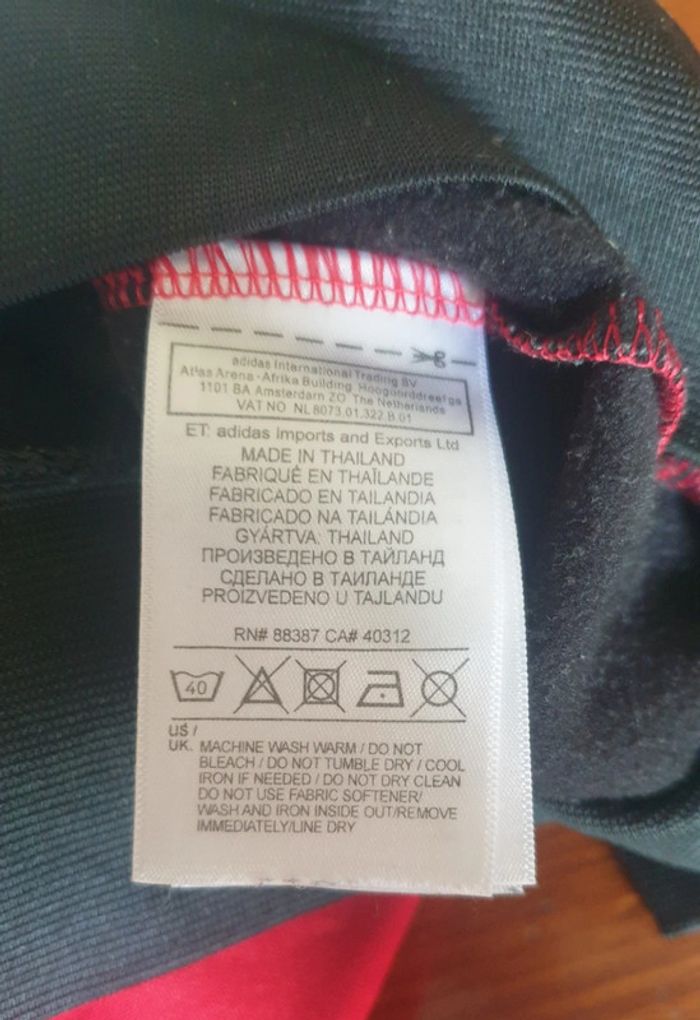 adidas International Trading BV
Atlas Arena - Afrika Building, Hoogoorddreef 9a
1101 BA Amsterdam ZO The Netherlands
VAT NO NL8073.01.322.B.01
ET: adidas Imports and Exports Ltd
MADE IN THAILAND
FABRIQUÉ EN THAÏLANDE
FABRICADO EN TAILANDIA
FABRICADO NA TAILÂNDIA
GYÁRTVA: THAILAND
ПРОИЗВЕДЕНО В ТАЙЛАНД
СДЕЛАНО В ТАИЛАНДЕ
PROIZVEDENO U TAJLANDU
RN# 88387 CA# 40312
40
US /
UK. MACHINE WASH WARM / DO NOT
BLEACH / DO NOT TUMBLE DRY / COOL
IRON IF NEEDED / DO NOT DRY CLEAN
DO NOT USE FABRIC SOFTENER/
WASH AND IRON INSIDE OUT/REMOVE
IMMEDIATELY/LINE DRY